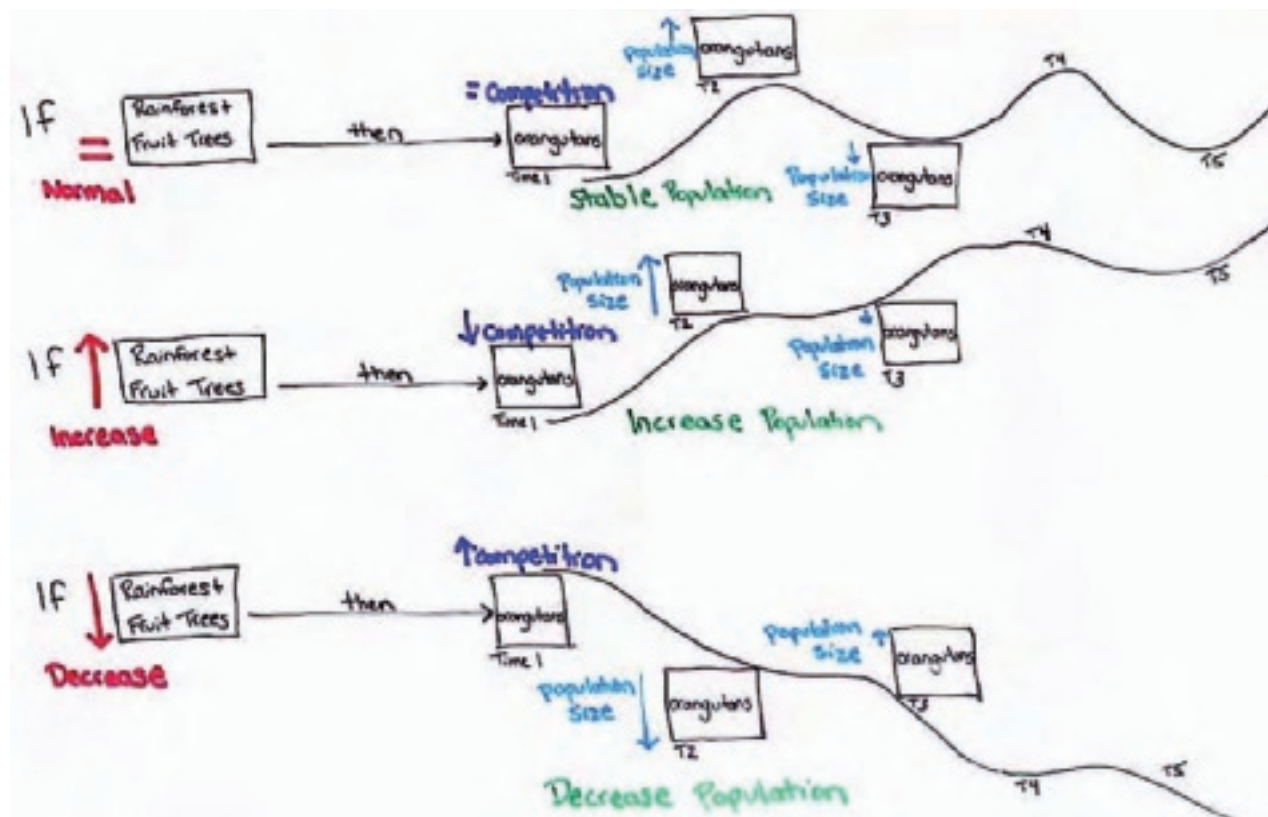 If
=
Normal
Rainforest
Fruit Trees
then
= Competition
orangutans
Time 1
Stable Population
Population
size
orangutans
T2
Population
size
orangutans
T3
T4
T5
If
Increase
Rainforest
Fruit Trees
then
↓ Competition
orangutans
Time 1
Increase Population
Population
size
orangutans
T2
Population
size
orangutans
T3
T4
T5
If
Decrease
Rainforest
Fruit Trees
then
↑ Competition
orangutans
Time 1
Decrease Population
Population
size
orangutans
T2
Population
size
orangutans
T3
T4
T5